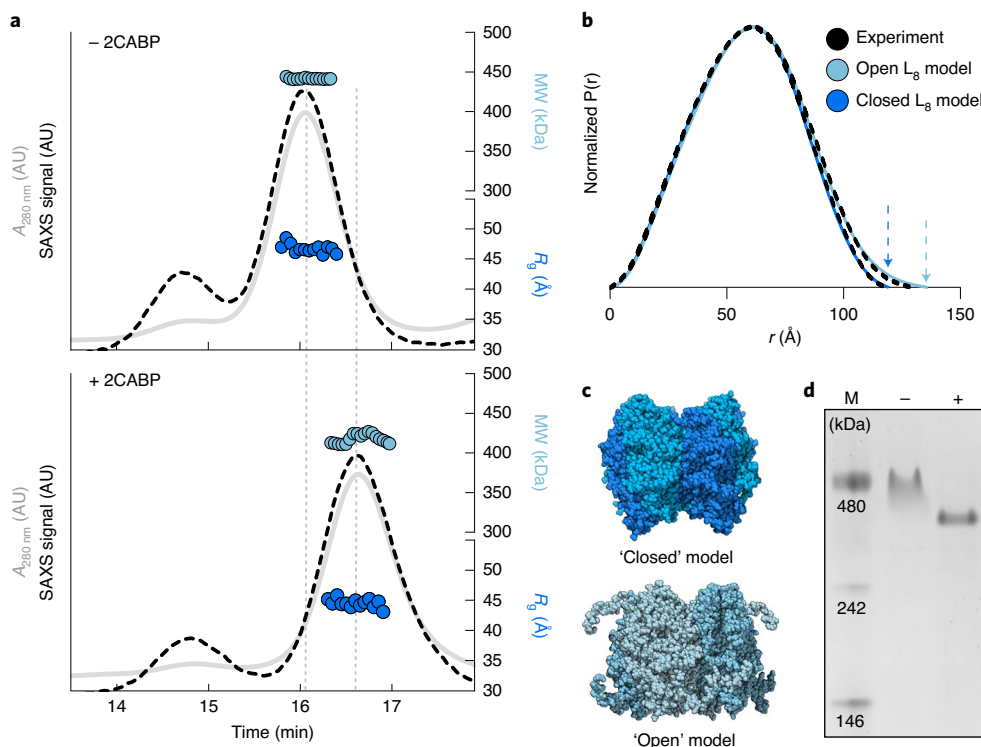 a
– 2CABP
A280 nm (AU)
SAXS signal (AU)
500
450
400
350
300
50
45
40
35
30
MW (kDa)
Rg (Å)
+ 2CABP
A280 nm (AU)
SAXS signal (AU)
500
450
400
350
300
50
45
40
35
30
MW (kDa)
Rg (Å)
14 15 16 17
Time (min)
b
Normalized P(r)
Experiment
Open L8 model
Closed L8 model
0 50 100 150
r (Å)
c
'Closed' model
'Open' model
d
M – +
(kDa)
480
242
146